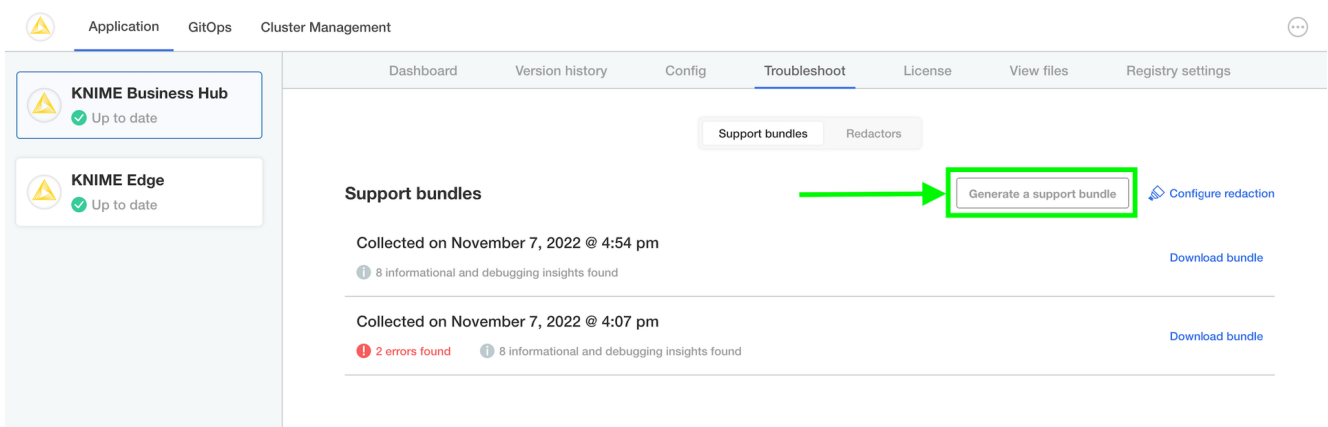 Application GitOps Cluster Management
KNIME Business Hub
Up to date
KNIME Edge
Up to date
Dashboard Version history Config Troubleshoot License View files Registry settings
Support bundles Redactors
Support bundles
Generate a support bundle
Configure redaction
Collected on November 7, 2022 @ 4:54 pm
8 informational and debugging insights found
Download bundle
Collected on November 7, 2022 @ 4:07 pm
2 errors found 8 informational and debugging insights found
Download bundle